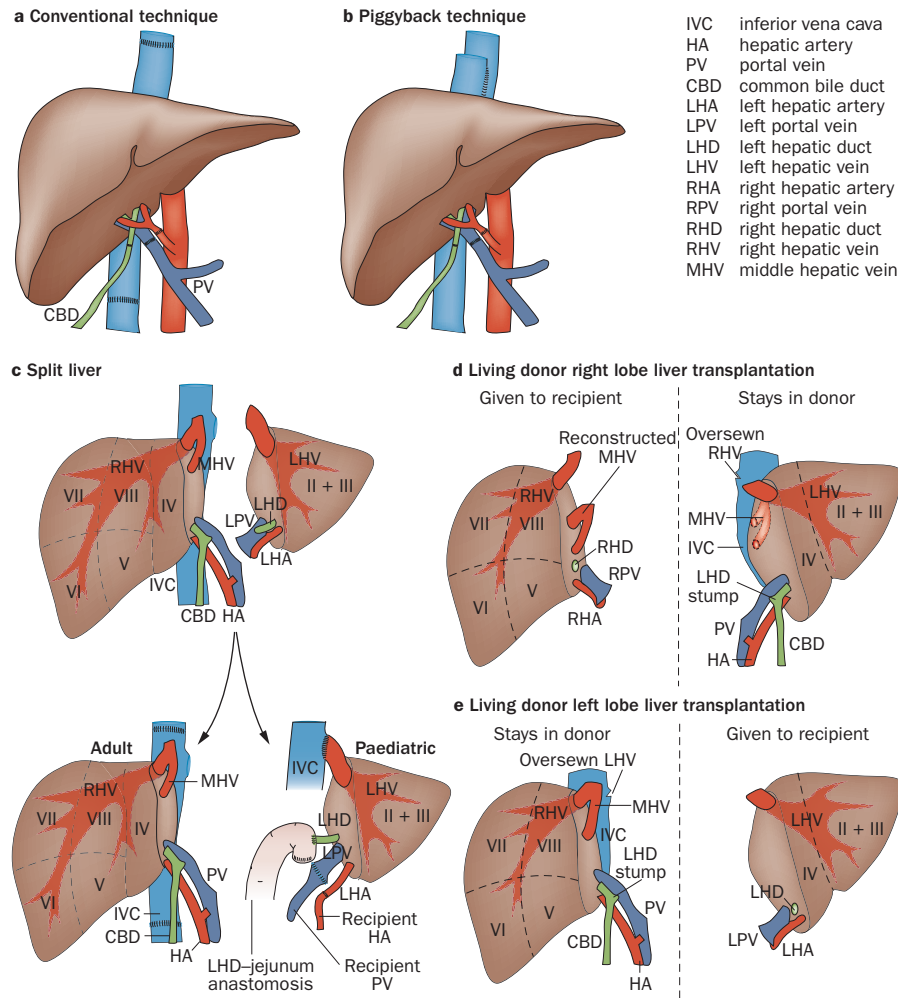 a Conventional technique
b Piggyback technique
IVC inferior vena cava
HA hepatic artery
PV portal vein
CBD common bile duct
LHA left hepatic artery
LPV left portal vein
LHD left hepatic duct
LHV left hepatic vein
RHA right hepatic artery
RPV right portal vein
RHD right hepatic duct
RHV right hepatic vein
MHV middle hepatic vein
PV
CBD
c Split liver
RHV
MHV
VII
VIII
IV
V
VI
IVC
CBD HA
LHV
II + III
LHD
LPV
LHA
Adult
MHV
RHV
VII
VIII
IV
V
VI
PV
IVC
CBD
HA
Paediatric
IVC
LHV
II + III
LHD
LPV
LHA
Recipient
HA
Recipient
PV
LHD–jejunum
anastomosis
d Living donor right lobe liver transplantation
Given to recipient
Reconstructed
MHV
RHV
VII
VIII
RHD
RPV
V
VI
RHA
Stays in donor
Oversewn
RHV
LHV
II + III
MHV
IVC
IV
LHD
stump
PV
CBD
HA
e Living donor left lobe liver transplantation
Stays in donor
Oversewn LHV
MHV
RHV
IVC
VII
VIII
LHD
stump
V
PV
VI
CBD
HA
Given to recipient
LHV
II + III
IV
LHD
LPV
LHA